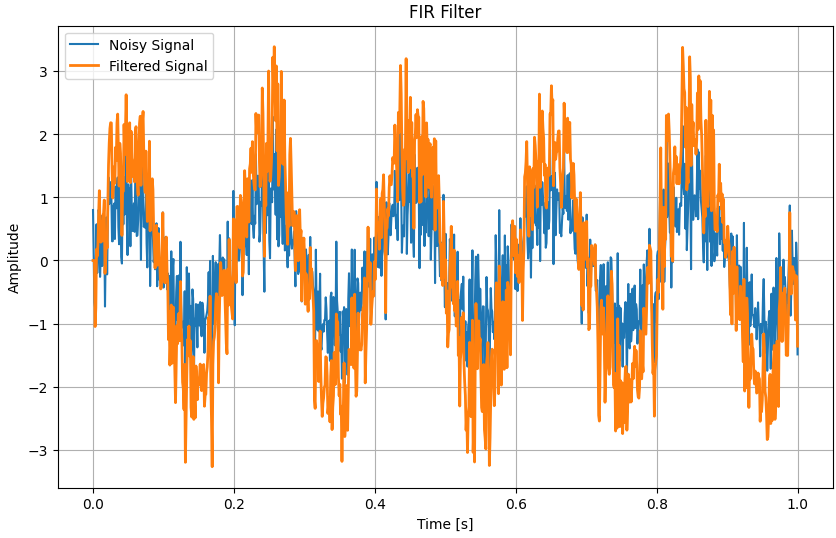 FIR Filter
Noisy Signal
Filtered Signal
3
2
1
0
−1
−2
−3
Amplitude
0.0
0.2
0.4
0.6
0.8
1.0
Time [s]